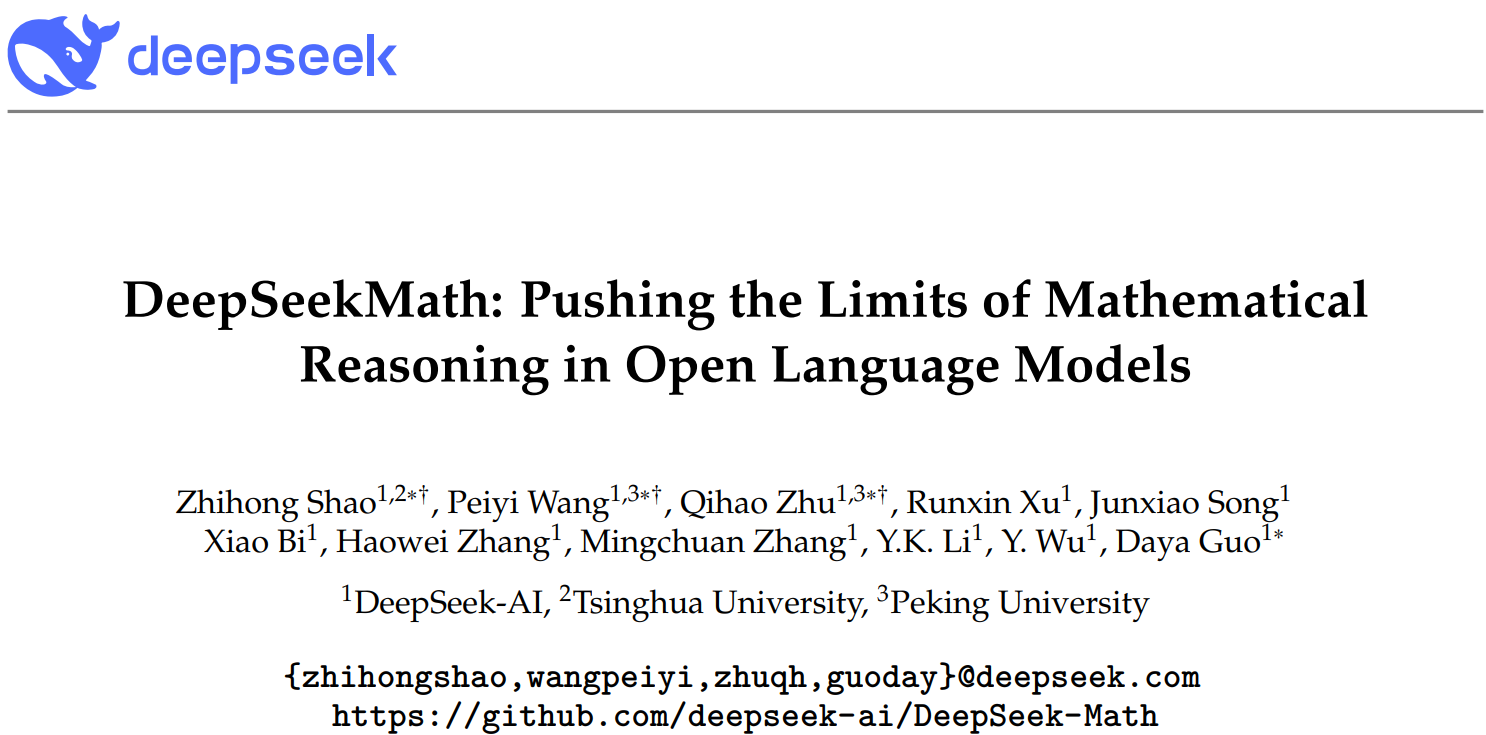 deepseek
DeepSeekMath: Pushing the Limits of Mathematical
Reasoning in Open Language Models
Zhihong Shao¹,²*†, Peiyi Wang¹,³*†, Qihao Zhu¹,³*†, Runxin Xu¹, Junxiao Song¹
Xiao Bi¹, Haowei Zhang¹, Mingchuan Zhang¹, Y.K. Li¹, Y. Wu¹, Daya Guo¹*
¹DeepSeek-AI, ²Tsinghua University, ³Peking University
{zhihongshao,wangpeiyi,zhuqh,guoday}@deepseek.com
https://github.com/deepseek-ai/DeepSeek-Math